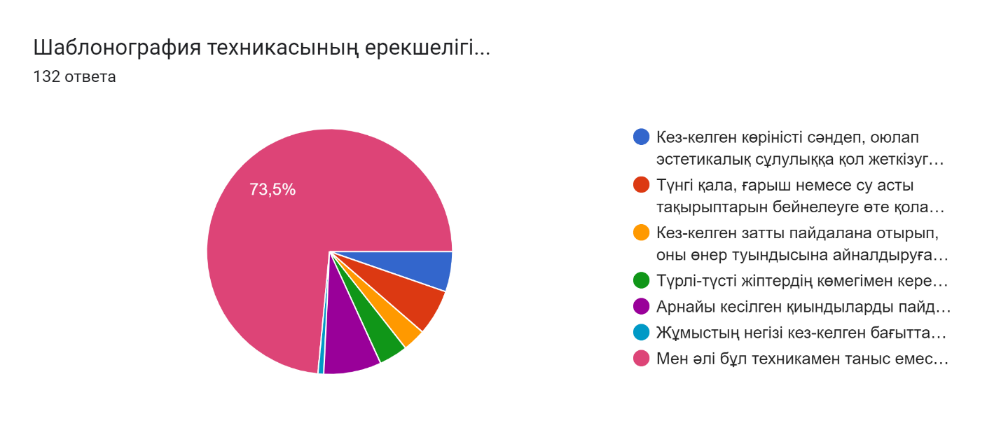 Шаблонография техникасының ерекшелігі...
132 ответа
73,5%
Кез-келген көріністі сәндеп, оюлап
эстетикалық сұлулыққа қол жеткізуг…
Түнгі қала, ғарыш немесе су асты
тақырыптарын бейнелеуге өте қола…
Кез-келген затты пайдалана отырып,
оны өнер туындысына айналдыруға…
Түрлі-түсті жіптердің көмегімен кере…
Арнайы кесілген қиындыларды пайд…
Жұмыстың негізі кез-келген бағытта…
Мен әлі бұл техникамен таныс емес…